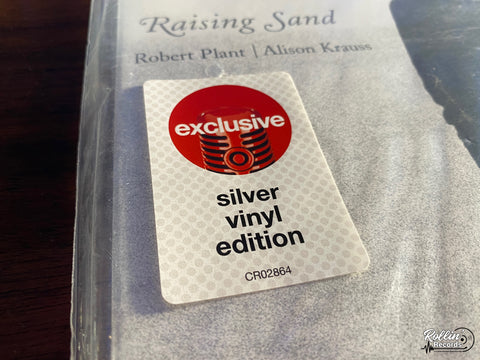 Raising Sand
Robert Plant | Alison Krauss
exclusive
silver
vinyl
edition
CR02864
Rollin'
Records